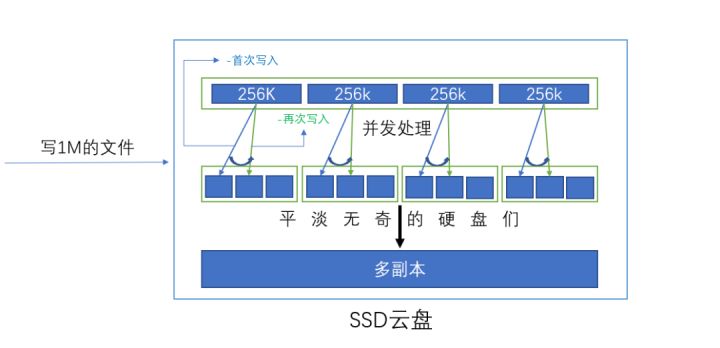 -首次写入
256K 256k 256k 256k
-再次写入
并发处理
写1M的文件
平淡无奇的硬盘们
多副本
SSD云盘